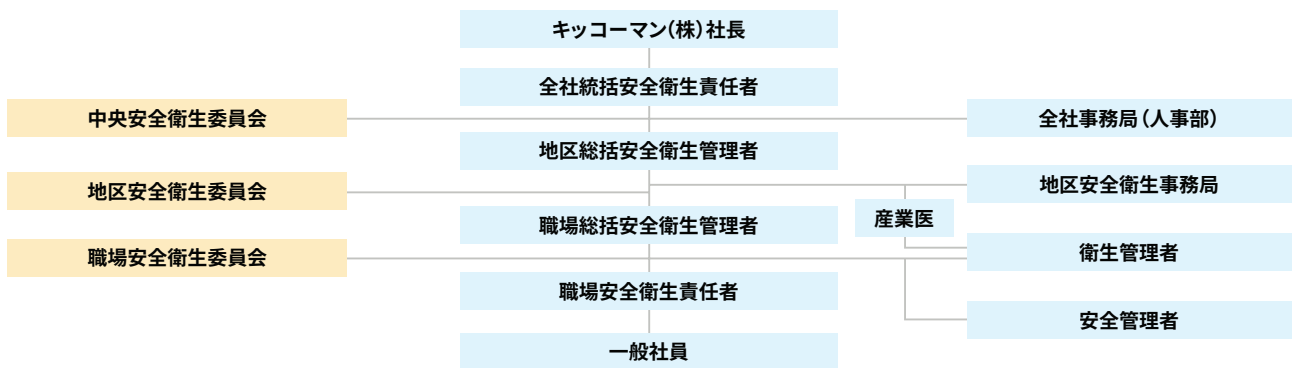 キッコーマン(株)社長
全社統括安全衛生責任者
中央安全衛生委員会
全社事務局(人事部)
地区総括安全衛生管理者
地区安全衛生委員会
地区安全衛生事務局
産業医
職場総括安全衛生管理者
職場安全衛生委員会
衛生管理者
職場安全衛生責任者
安全管理者
一般社員